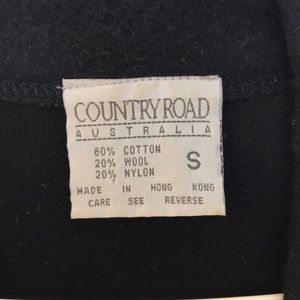 COUNTRY ROAD
AUSTRALIA
60% COTTON
20% WOOL
20% NYLON
S
MADE IN HONG KONG
CARE SEE REVERSE